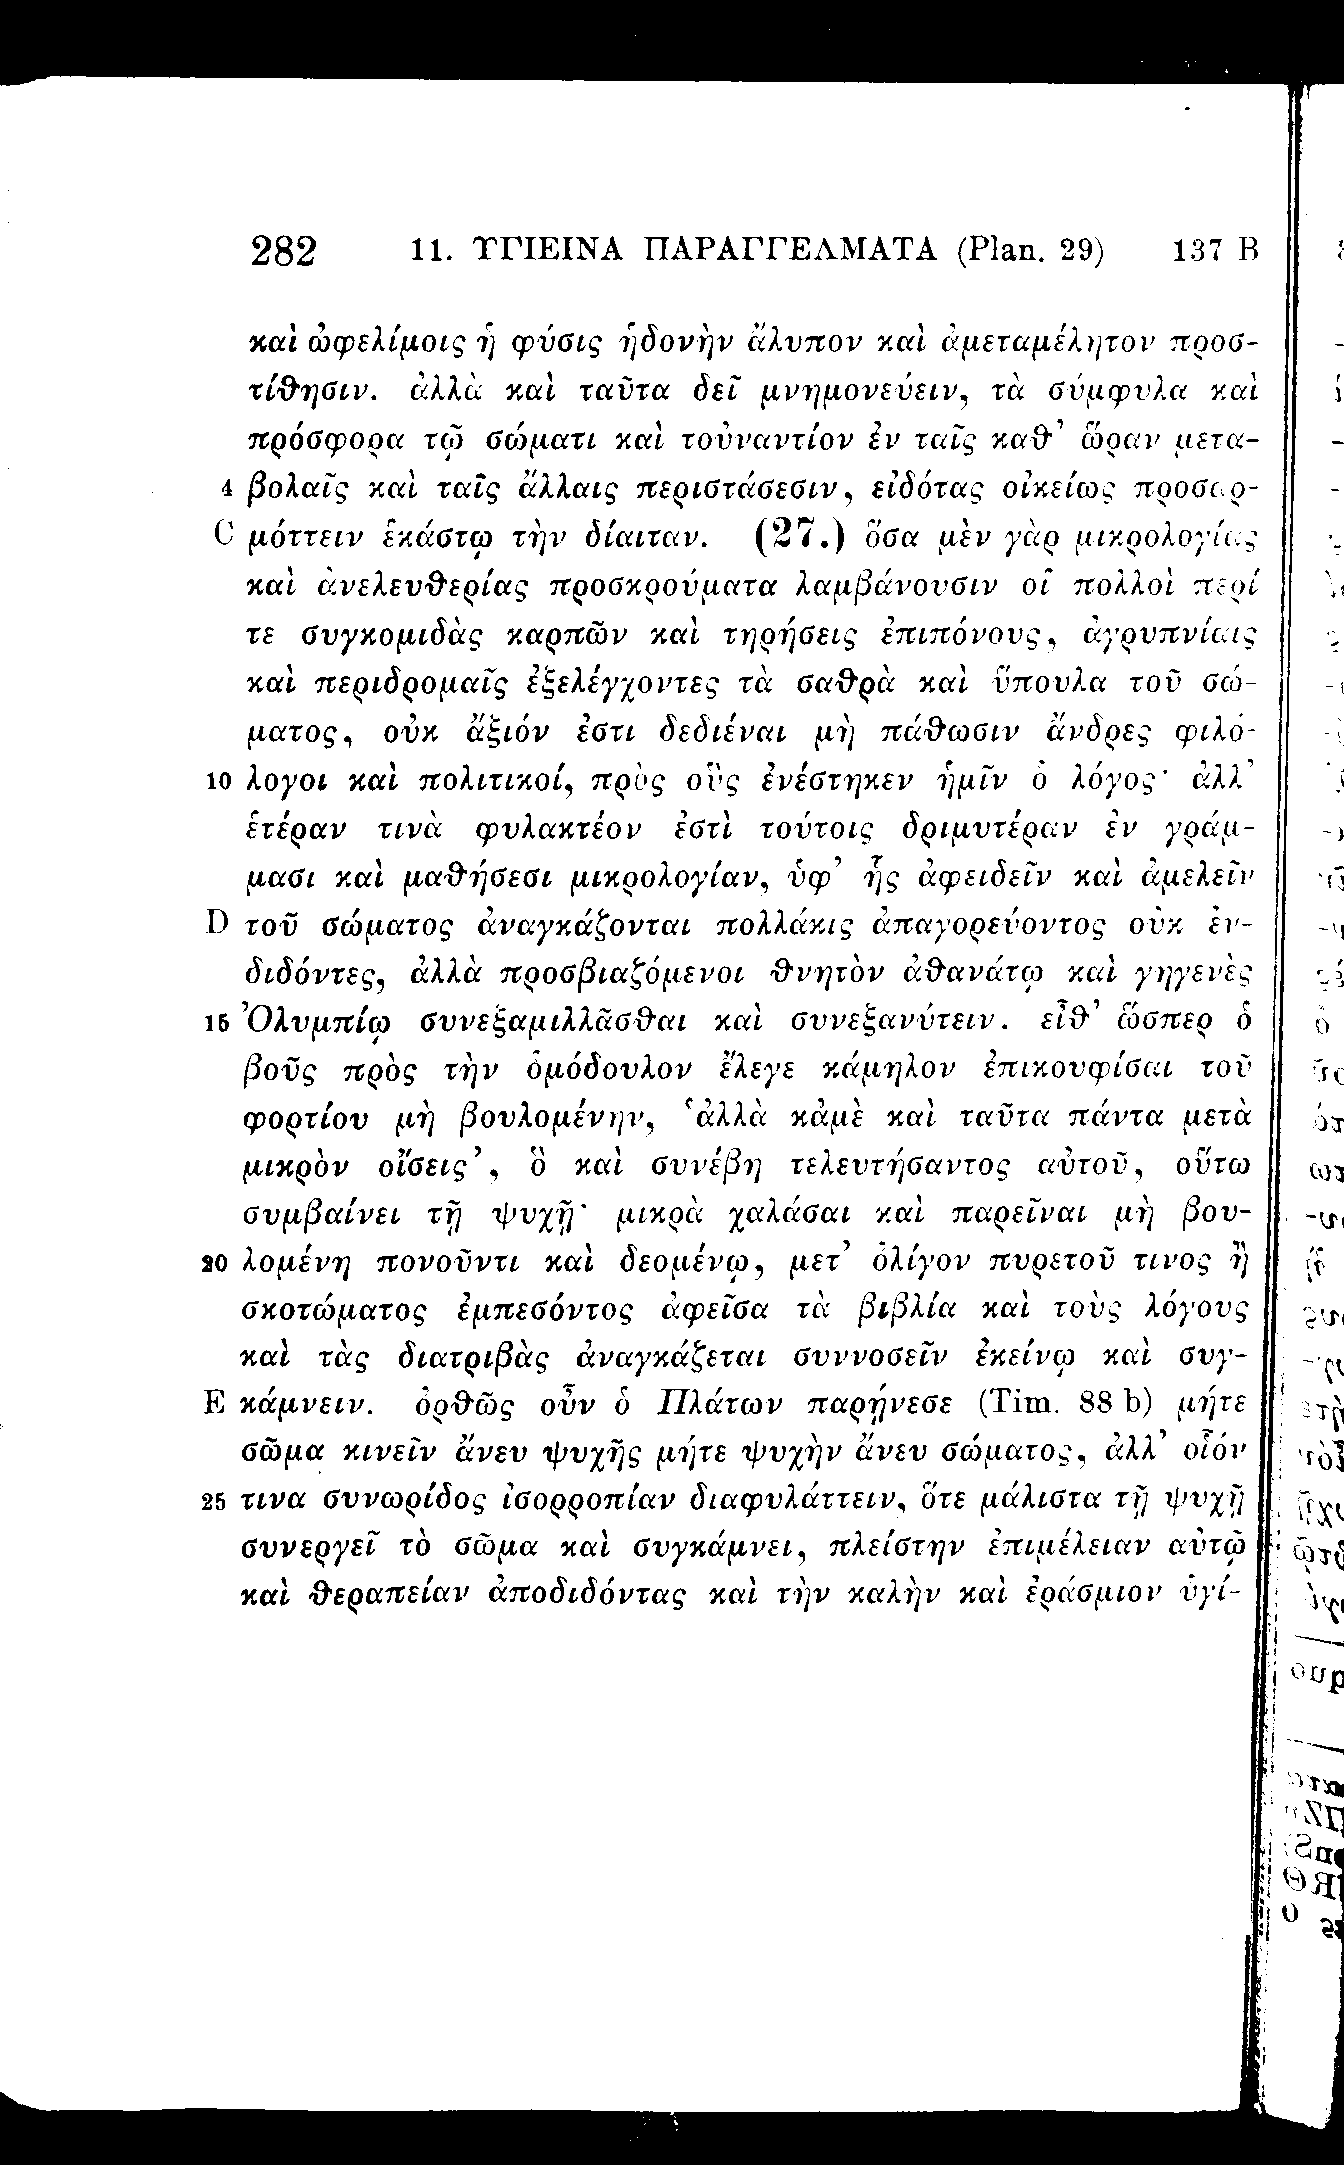 282 11. ΥΓΙΕΙΝΑ ΠΑΡΑΓΓΕΛΜΑΤΑ (Plan. 29) 137 B
καὶ ὠφελίμοις ἡ φύσις ἡδονὴν ἄλυπον καὶ ἀμεταμέλητον προσ-
τίθησιν. ἀλλὰ καὶ ταῦτα δεῖ μνημονεύειν, τὰ σύμφυλα καὶ
πρόσφορα τῷ σώματι καὶ τοὐναντίον ἐν ταῖς καθ’ ὥραν μετα-
4 βολαῖς καὶ ταῖς ἄλλαις περιστάσεσιν, εἰδότας οἰκείως προσαρ-
C μόττειν ἑκάστῳ τὴν δίαιταν. (27.) ὅσα μὲν γὰρ μικρολογίας
καὶ ἀνελευθερίας προσκρούματα λαμβάνουσιν οἱ πολλοὶ περί
τε συγκομιδὰς καρπῶν καὶ τηρήσεις ἐπιπόνους, ἀγρυπνίαις
καὶ περιδρομαῖς ἐξελέγχοντες τὰ σαθρὰ καὶ ὕπουλα τοῦ σώ-
ματος, οὐκ ἄξιόν ἐστι δεδιέναι μὴ πάθωσιν ἄνδρες φιλό-
10 λογοι καὶ πολιτικοί, πρὸς οὓς ἐνέστηκεν ἡμῖν ὁ λόγος· ἀλλ’
ἑτέραν τινὰ φυλακτέον ἐστὶ τούτοις δριμυτέραν ἐν γράμ-
μασι καὶ μαθήσεσι μικρολογίαν, ὑφ’ ἧς ἀφειδεῖν καὶ ἀμελεῖν
D τοῦ σώματος ἀναγκάζονται πολλάκις ἀπαγορεύοντος οὐκ ἐν-
διδόντες, ἀλλὰ προσβιαζόμενοι θνητὸν ἀθανάτῳ καὶ γηγενὲς
15 Ὀλυμπίῳ συνεξαμιλλᾶσθαι καὶ συνεξανύτειν. εἶθ’ ὥσπερ ὁ
βοῦς πρὸς τὴν ὁμόδουλον ἔλεγε κάμηλον ἐπικουφίσαι τοῦ
φορτίου μὴ βουλομένην, ‘ἀλλὰ κἀμὲ καὶ ταῦτα πάντα μετὰ
μικρὸν οἴσεις’, ὃ καὶ συνέβη τελευτήσαντος αὐτοῦ, οὕτω
συμβαίνει τῇ ψυχῇ· μικρὰ χαλάσαι καὶ παρεῖναι μὴ βου-
20 λομένη πονοῦντι καὶ δεομένῳ, μετ’ ὀλίγον πυρετοῦ τινος ἢ
σκοτώματος ἐμπεσόντος ἀφεῖσα τὰ βιβλία καὶ τοὺς λόγους
καὶ τὰς διατριβὰς ἀναγκάζεται συννοσεῖν ἐκείνῳ καὶ συγ-
E κάμνειν. ὀρθῶς οὖν ὁ Πλάτων παρῄνεσε (Tim. 88 b) μήτε
σῶμα κινεῖν ἄνευ ψυχῆς μήτε ψυχὴν ἄνευ σώματος, ἀλλ’ οἷόν
25 τινα συνωρίδος ἰσορροπίαν διαφυλάττειν, ὅτε μάλιστα τῇ ψυχῇ
συνεργεῖ τὸ σῶμα καὶ συγκάμνει, πλείστην ἐπιμέλειαν αὐτῷ
καὶ θεραπείαν ἀποδιδόντας καὶ τὴν καλὴν καὶ ἐράσμιον ὑγί-